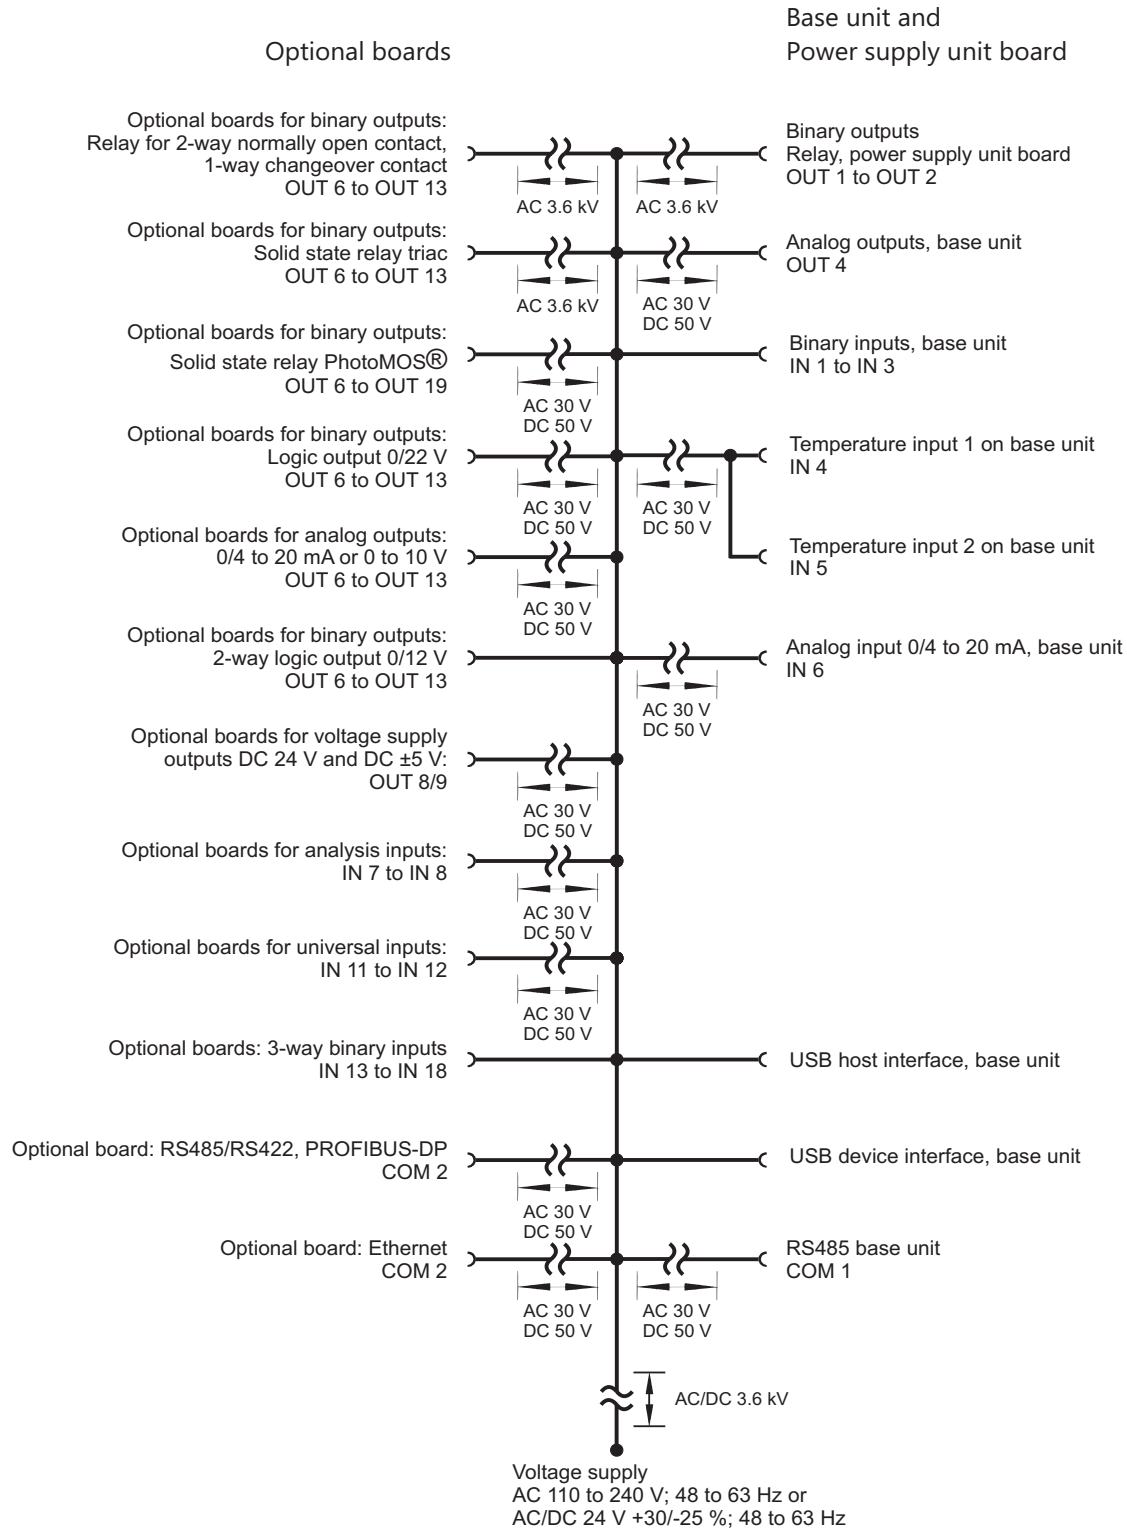 Optional boards
Base unit and
Power supply unit board
Optional boards for binary outputs:
Relay for 2-way normally open contact,
1-way changeover contact
OUT 6 to OUT 13
AC 3.6 kV
AC 3.6 kV
Binary outputs
Relay, power supply unit board
OUT 1 to OUT 2
Optional boards for binary outputs:
Solid state relay triac
OUT 6 to OUT 13
AC 3.6 kV
AC 30 V
DC 50 V
Analog outputs, base unit
OUT 4
Optional boards for binary outputs:
Solid state relay PhotoMOS®
OUT 6 to OUT 19
AC 30 V
DC 50 V
Binary inputs, base unit
IN 1 to IN 3
Optional boards for binary outputs:
Logic output 0/22 V
OUT 6 to OUT 13
AC 30 V
DC 50 V
AC 30 V
DC 50 V
Temperature input 1 on base unit
IN 4
Optional boards for analog outputs:
0/4 to 20 mA or 0 to 10 V
OUT 6 to OUT 13
AC 30 V
DC 50 V
Temperature input 2 on base unit
IN 5
Optional boards for binary outputs:
2-way logic output 0/12 V
OUT 6 to OUT 13
AC 30 V
DC 50 V
Analog input 0/4 to 20 mA, base unit
IN 6
Optional boards for voltage supply
outputs DC 24 V and DC ±5 V:
OUT 8/9
AC 30 V
DC 50 V
Optional boards for analysis inputs:
IN 7 to IN 8
AC 30 V
DC 50 V
Optional boards for universal inputs:
IN 11 to IN 12
AC 30 V
DC 50 V
Optional boards: 3-way binary inputs
IN 13 to IN 18
USB host interface, base unit
Optional board: RS485/RS422, PROFIBUS-DP
COM 2
AC 30 V
DC 50 V
USB device interface, base unit
Optional board: Ethernet
COM 2
AC 30 V
DC 50 V
AC 30 V
DC 50 V
RS485 base unit
COM 1
AC/DC 3.6 kV
Voltage supply
AC 110 to 240 V; 48 to 63 Hz or
AC/DC 24 V +30/-25 %; 48 to 63 Hz